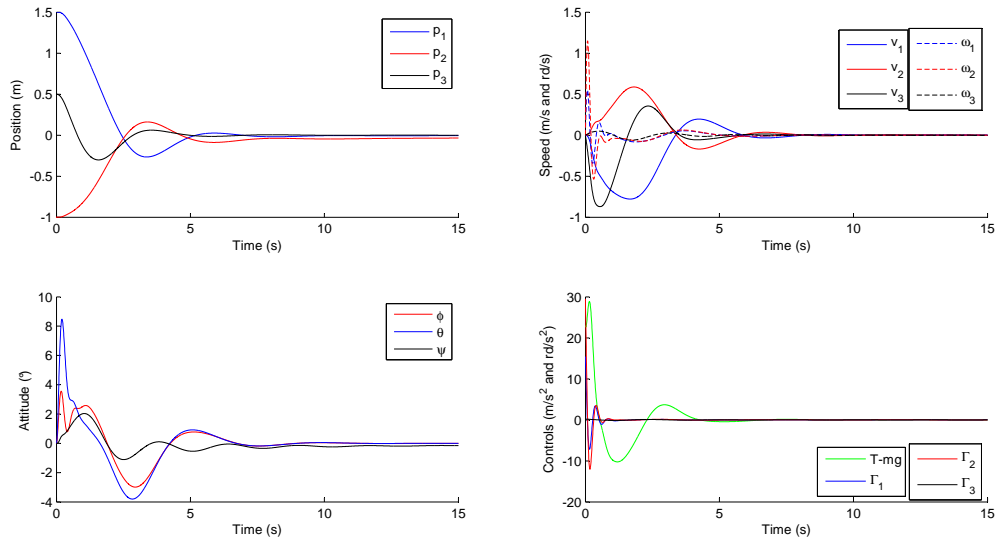 1.5
1
0.5
0
-0.5
-1
0
5
10
15
Position (m)
Time (s)
p1
p2
p3
1.5
1
0.5
0
-0.5
-1
0
5
10
15
Speed (m/s and rd/s)
Time (s)
v1
v2
v3
ω1
ω2
ω3
10
8
6
4
2
0
-2
-4
0
5
10
15
Attitude (°)
Time (s)
ϕ
θ
ψ
30
20
10
0
-10
-20
0
5
10
15
Controls (m/s² and rd/s²)
Time (s)
T-mg
Γ1
Γ2
Γ3